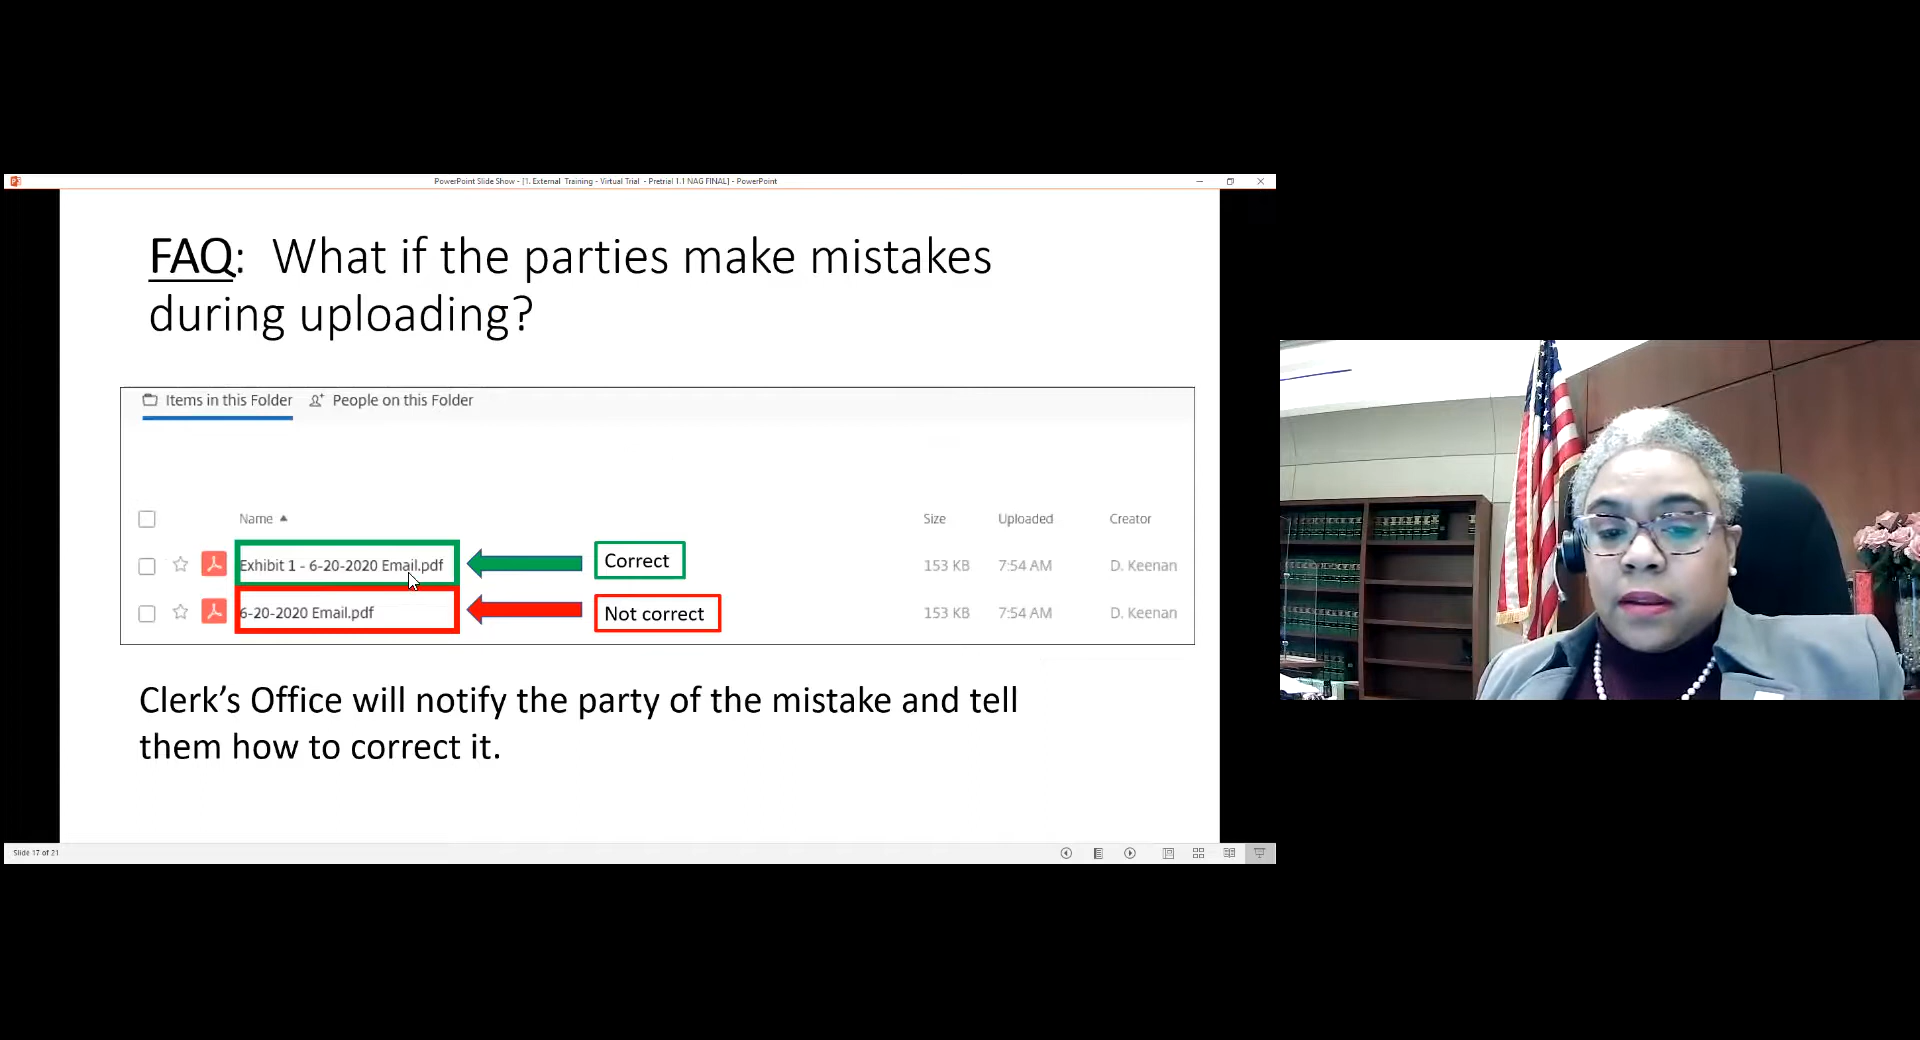 PowerPoint Slide Show - [1. External Training - Virtual Trial - Pretrial 1.1 NAG FINAL] - PowerPoint
FAQ: What if the parties make mistakes
during uploading?
Items in this Folder People on this Folder
Name Size Uploaded Creator
Exhibit 1 - 6-20-2020 Email.pdf Correct 153 KB 7:54 AM D. Keenan
6-20-2020 Email.pdf Not correct 153 KB 7:54 AM D. Keenan
Clerk’s Office will notify the party of the mistake and tell
them how to correct it.
Slide 17 of 21